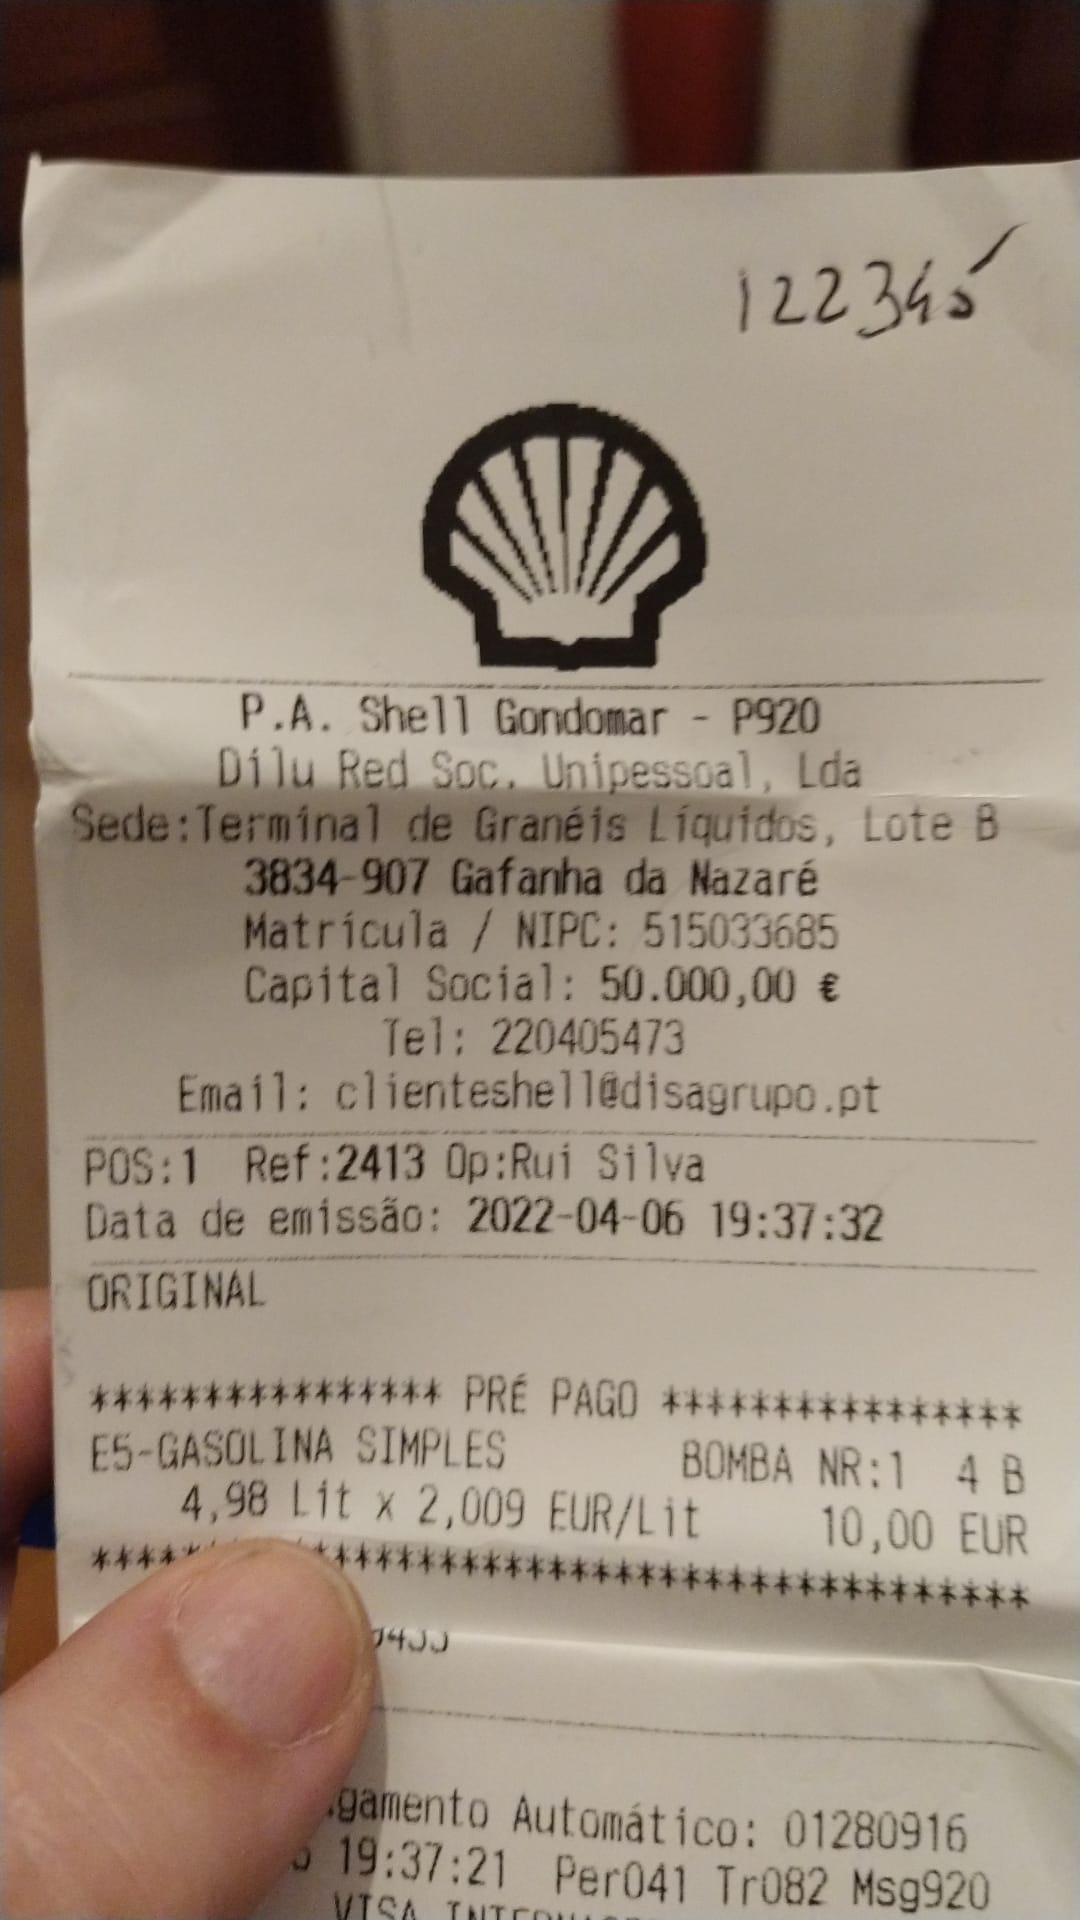 122345
P.A. Shell Gondomar - P920
Dilu Red Soc. Unipessoal, Lda
Sede:Terminal de Granéis Líquidos, Lote B
3834-907 Gafanha da Nazaré
Matrícula / NIPC: 515033685
Capital Social: 50.000,00 €
Tel: 220405473
Email: clienteshell@disagrupo.pt
POS:1 Ref:2413 Op:Rui Silva
Data de emissão: 2022-04-06 19:37:32
ORIGINAL
**************** PRÉ PAGO ****************
E5-GASOLINA SIMPLES BOMBA NR:1 4 B
4,98 Lit x 2,009 EUR/Lit 10,00 EUR
Automático: 01280916
19:37:21 Per041 Tr082 Msg920
VISA